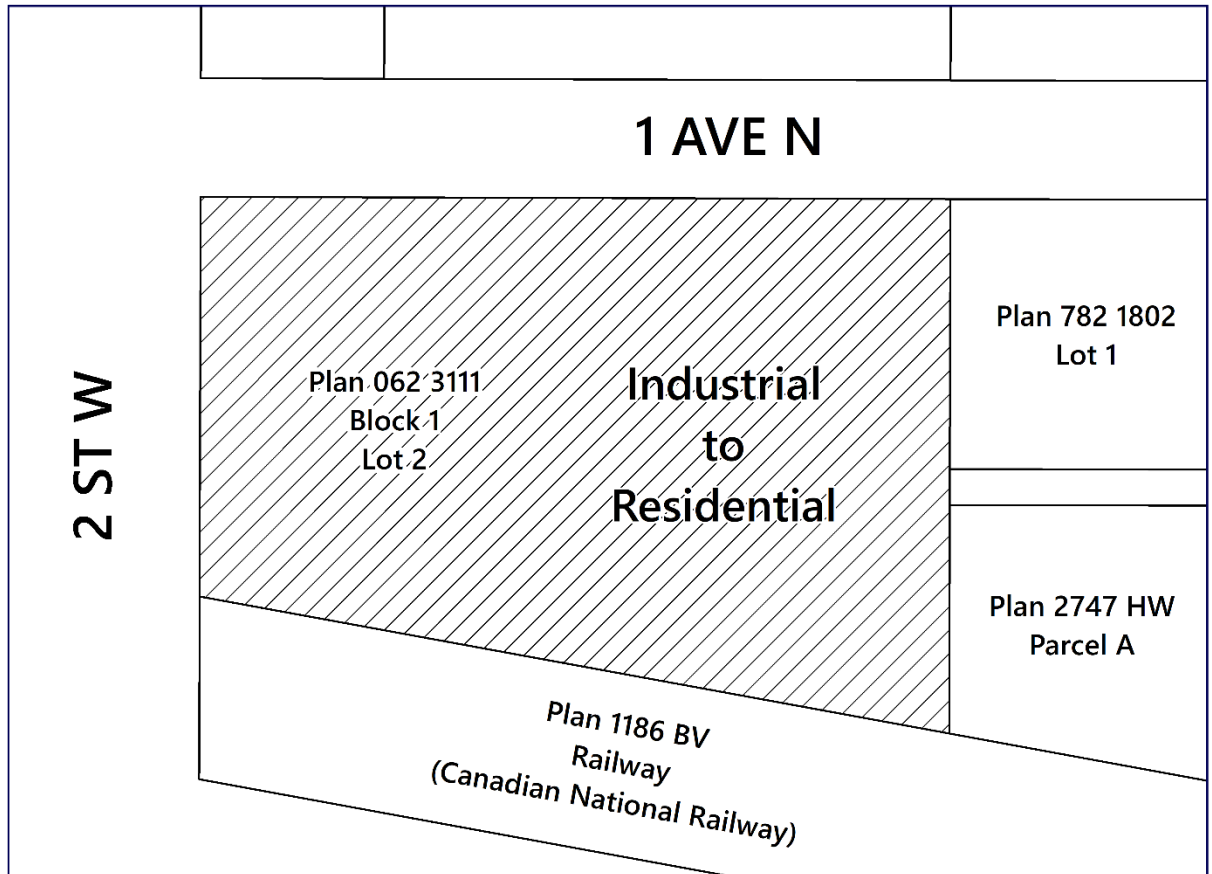 1 AVE N
2 ST W
Plan 062 3111
Block 1
Lot 2
Industrial
to
Residential
Plan 782 1802
Lot 1
Plan 2747 HW
Parcel A
Plan 1186 BV
Railway
(Canadian National Railway)